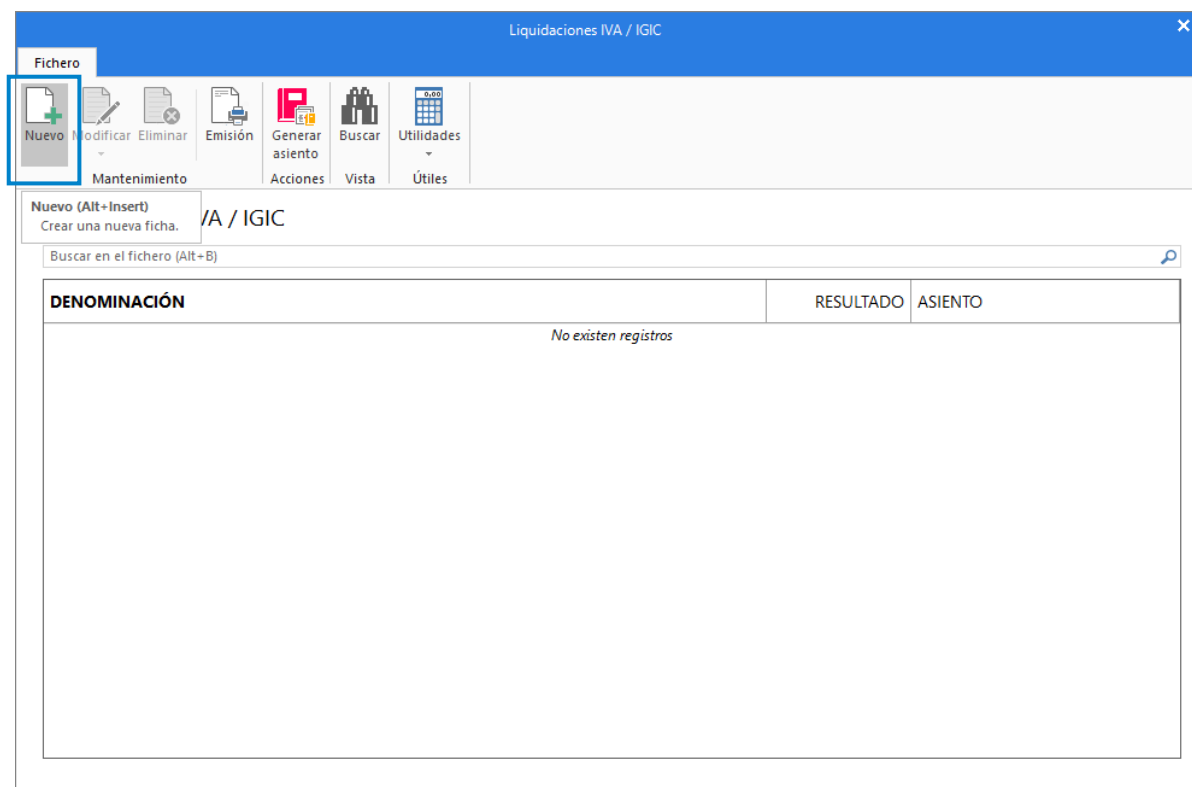 Liquidaciones IVA / IGIC
Fichero
Nuevo Modificar Eliminar Emisión Generar asiento Buscar Utilidades
Mantenimiento Acciones Vista Útiles
Nuevo (Alt+Insert)
Crear una nueva ficha.
VA / IGIC
Buscar en el fichero (Alt+B)
DENOMINACIÓN RESULTADO ASIENTO
No existen registros